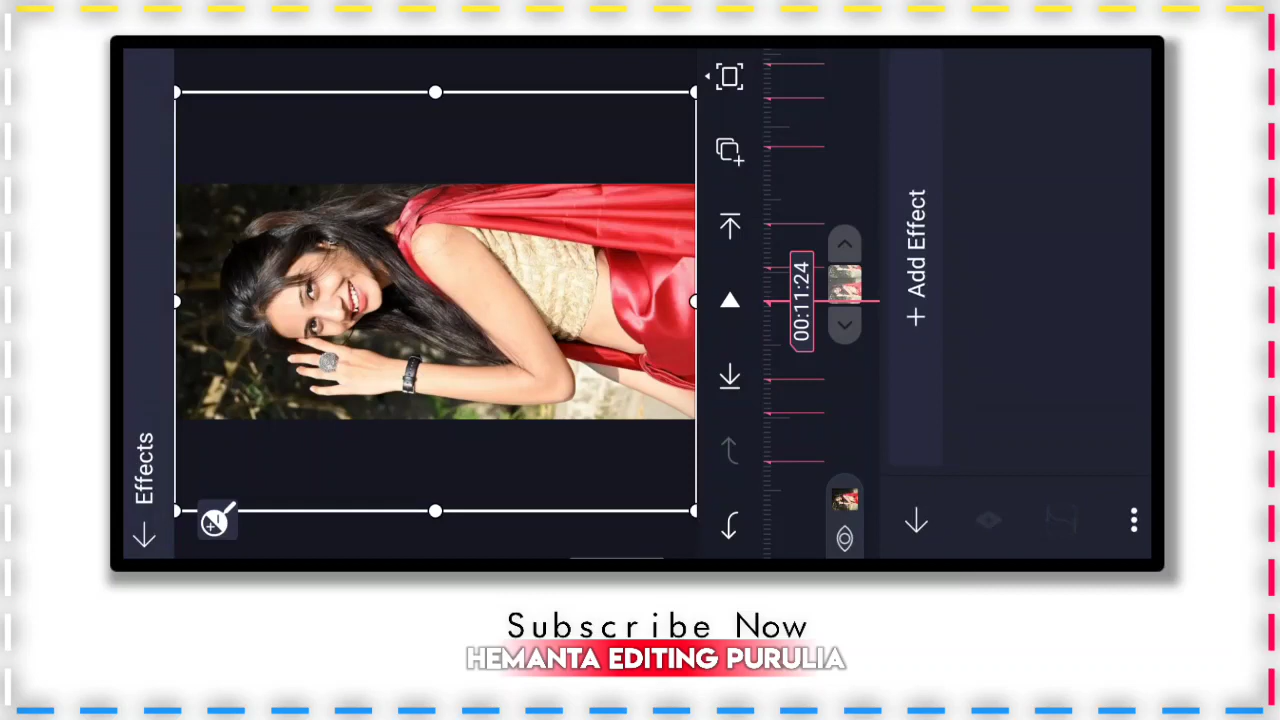 Effects
00:11:24
+ Add Effect
Subscribe Now
HEMANTA EDITING PURULIA